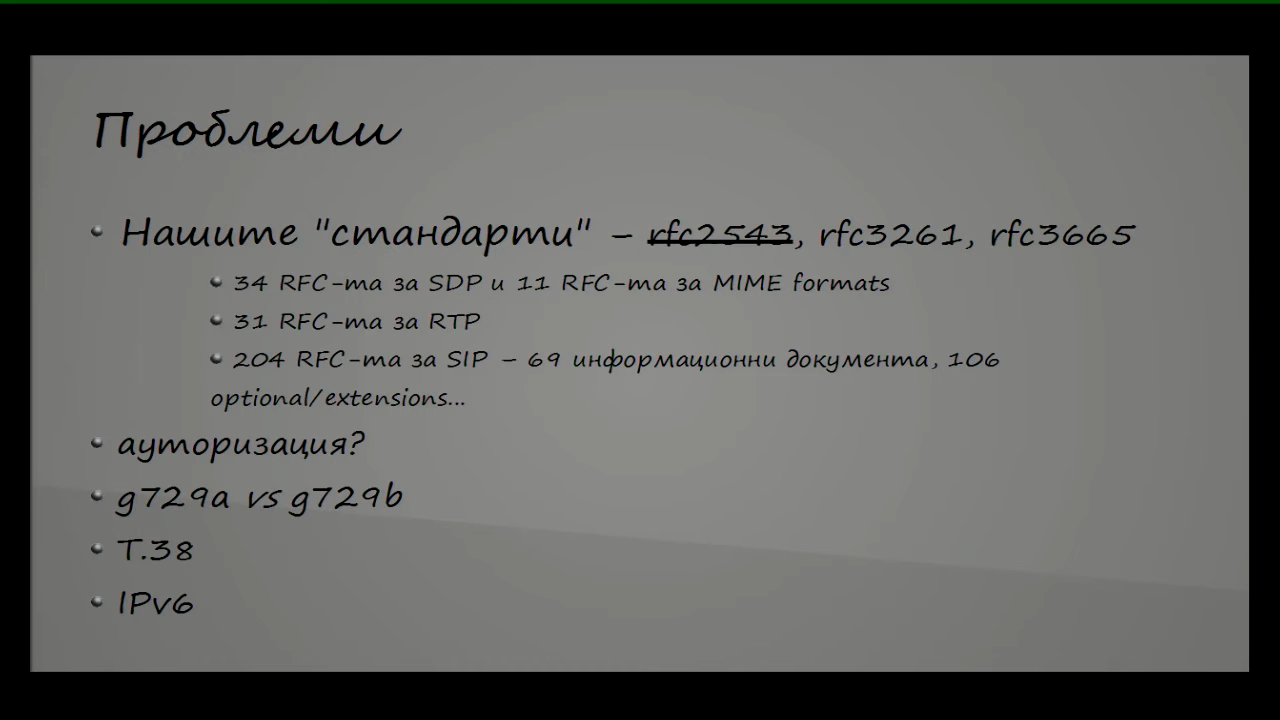 Проблеми
Нашите "стандарти" – rfc2543, rfc3261, rfc3665
34 RFC-та за SDP и 11 RFC-та за MIME formats
31 RFC-та за RTP
204 RFC-та за SIP – 69 информационни документа, 106
optional/extensions...
ауторизация?
g729a vs g729b
T.38
IPv6